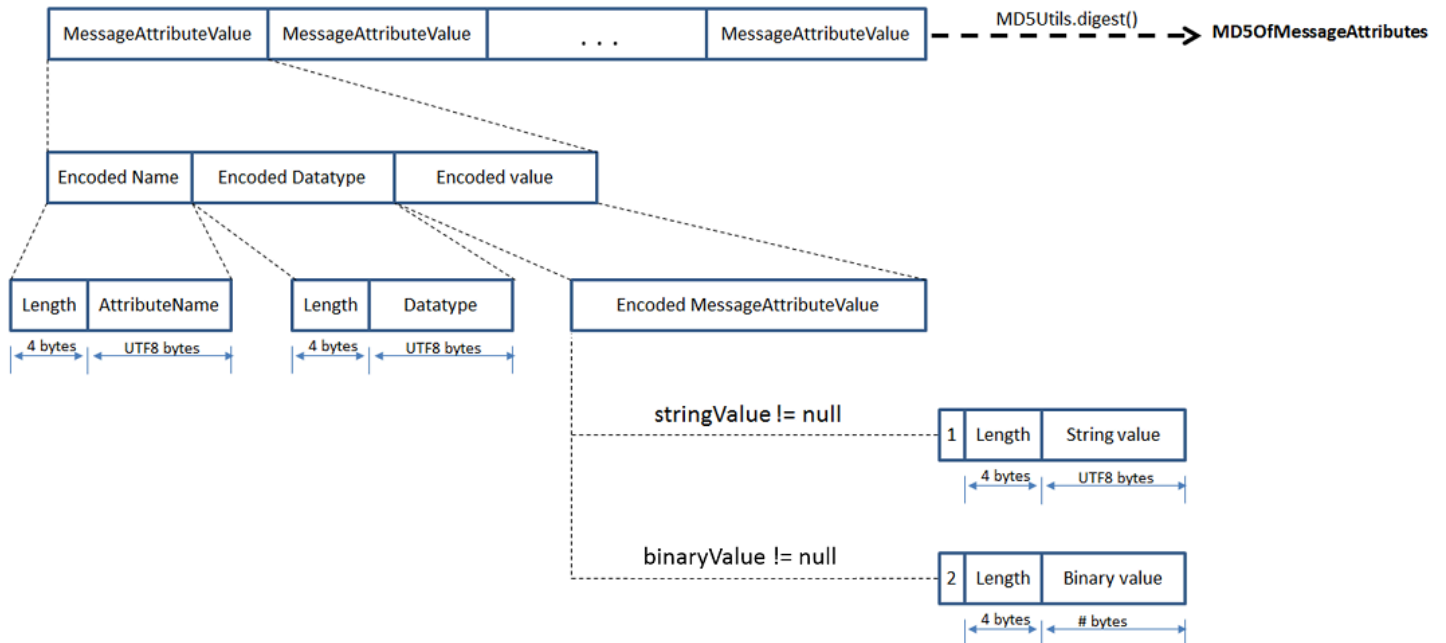 MessageAttributeValue MessageAttributeValue . . . MessageAttributeValue MD5Utils.digest() MD5OfMessageAttributes
Encoded Name Encoded Datatype Encoded value
Length AttributeName Length Datatype Encoded MessageAttributeValue
4 bytes UTF8 bytes 4 bytes UTF8 bytes
stringValue != null 1 Length String value
4 bytes UTF8 bytes
binaryValue != null 2 Length Binary value
4 bytes # bytes